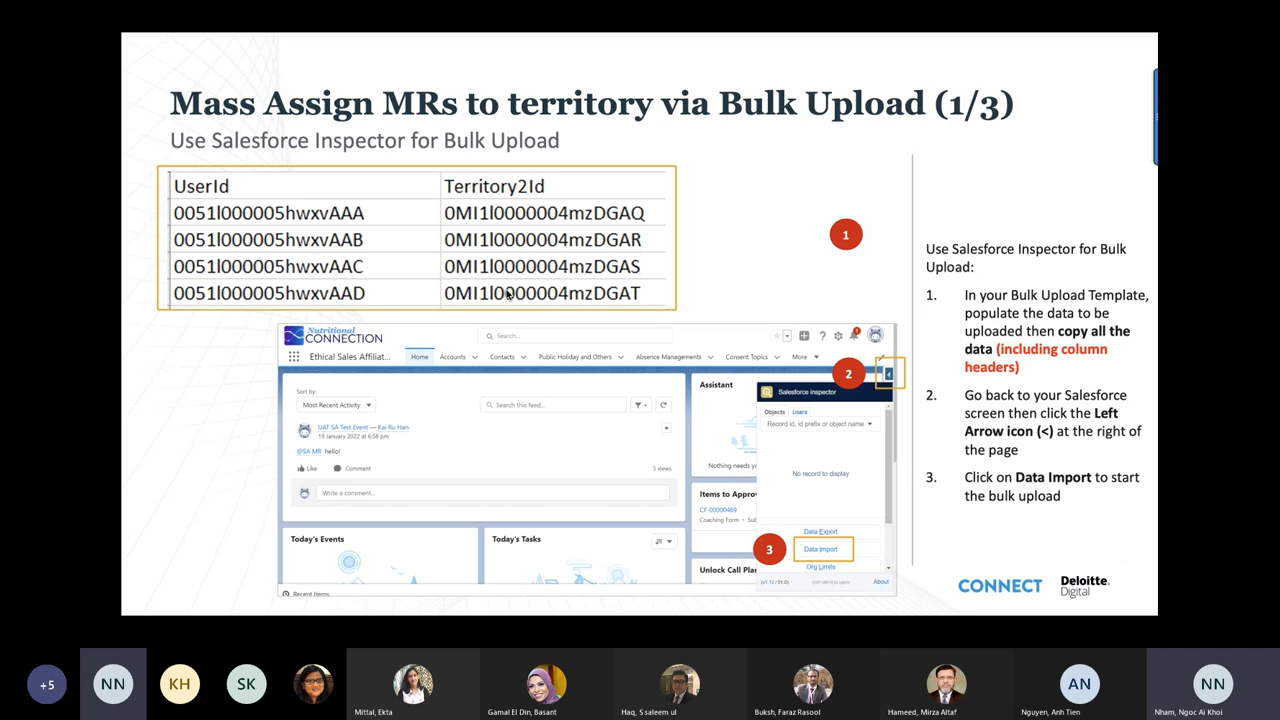 Mass Assign MRs to territory via Bulk Upload (1/3)
Use Salesforce Inspector for Bulk Upload
UserId Territory2Id
0051l000005hwxvAAA 0MI1l0000004mzDGAQ
0051l000005hwxvAAB 0MI1l0000004mzDGAR
0051l000005hwxvAAC 0MI1l0000004mzDGAS
0051l000005hwxvAAD 0MI1l0000004mzDGAT
1
Use Salesforce Inspector for Bulk
Upload:
1. In your Bulk Upload Template,
populate the data to be
uploaded then copy all the
data (including column
headers)
2. Go back to your Salesforce
screen then click the Left
Arrow icon (<) at the right of
the page
3. Click on Data Import to start
the bulk upload
Nutritional
CONNECTION
Search...
Ethical Sales Affiliat... Home Accounts Contacts Public Holiday and Others Absence Managements Consent Topics More
2
Sort by:
Most Recent Activity
Search this feed...
UAT SA Test Event — Kai Ru Han
19 January 2022 at 6:58 pm
@SA MR hello!
Like Comment 3 views
Write a comment...
Today's Events
Today's Tasks
Recent Items
Assistant
Nothing needs y
Items to Appro
CF-00000469
Coaching Form • Sub
Unlock Call Pla
Salesforce inspector
Objects Users
Record id, id prefix or object name
No record to display
Data Export
3
Data Import
Org Limits
(v1.12 / 51.0)
About
CONNECT
Deloitte.
Digital
+5
NN
KH
SK
Mittal, Ekta
Gamal El Din, Basant
Haq, S saleem ul
Buksh, Faraz Rasool
Hameed, Mirza Altaf
AN
Nguyen, Anh Tien
NN
Nham, Ngoc Ai Khoi